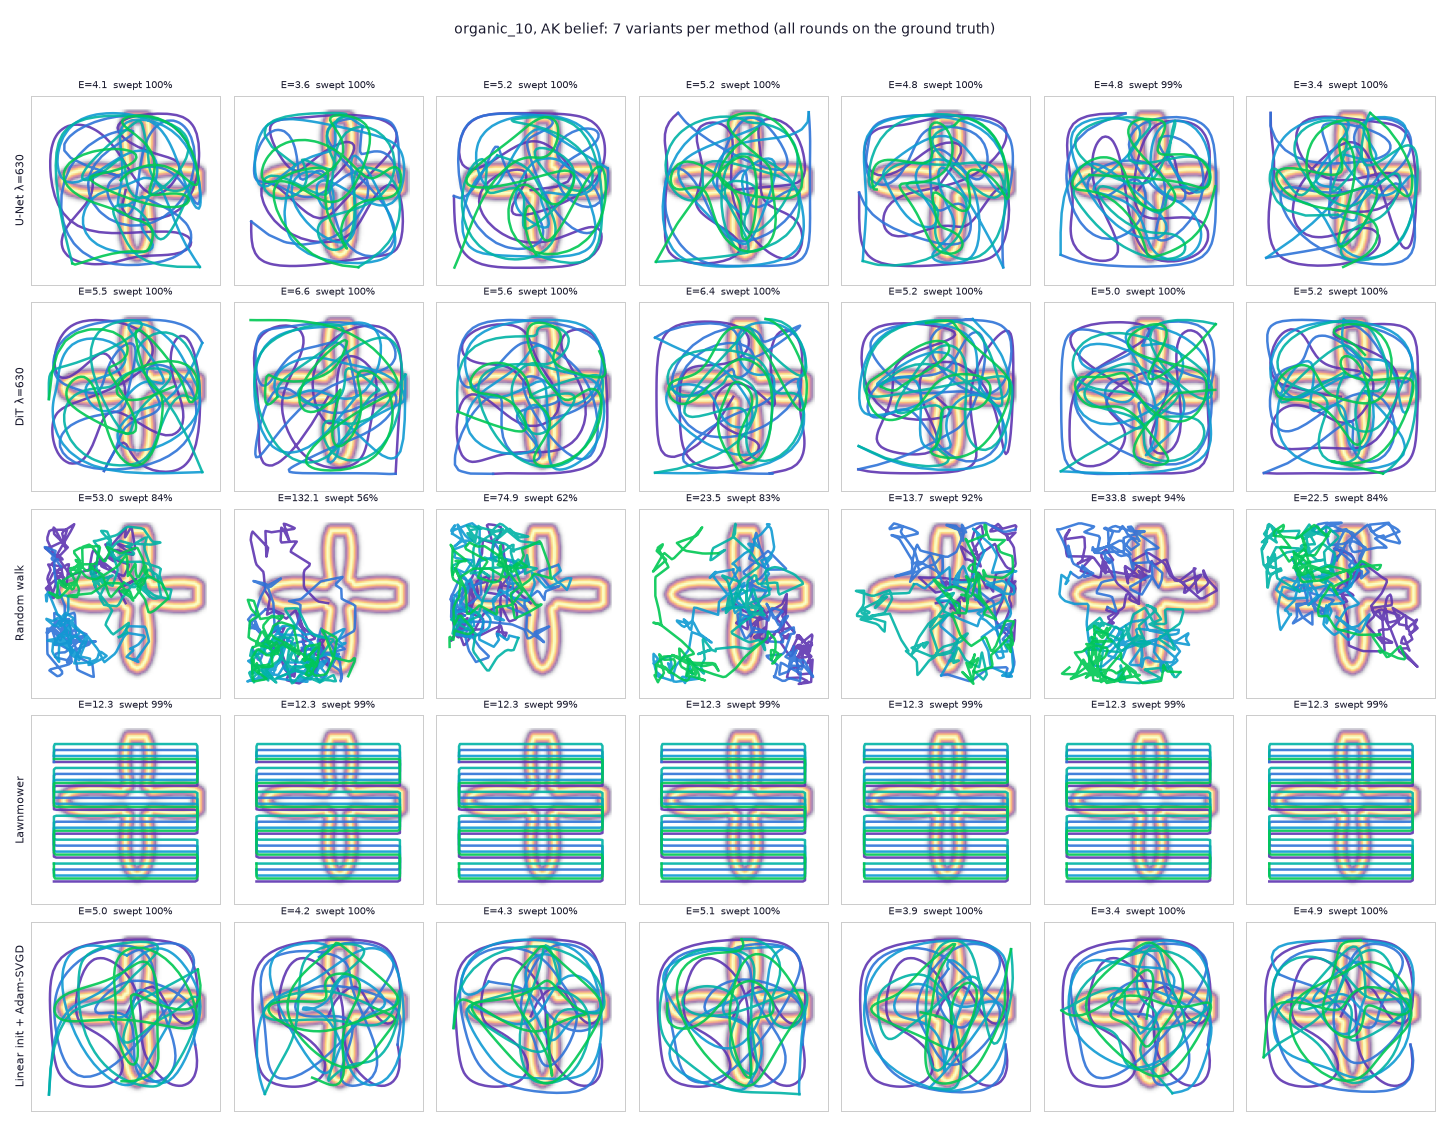 organic_10, AK belief: 7 variants per method (all rounds on the ground truth)
E=4.1 swept 100% E=3.6 swept 100% E=5.2 swept 100% E=5.2 swept 100% E=4.8 swept 100% E=4.8 swept 99% E=3.4 swept 100%
U-Net λ=630
E=5.5 swept 100% E=6.6 swept 100% E=5.6 swept 100% E=6.4 swept 100% E=5.2 swept 100% E=5.0 swept 100% E=5.2 swept 100%
DiT λ=630
E=53.0 swept 84% E=132.1 swept 56% E=74.9 swept 62% E=23.5 swept 83% E=13.7 swept 92% E=33.8 swept 94% E=22.5 swept 84%
Random walk
E=12.3 swept 99% E=12.3 swept 99% E=12.3 swept 99% E=12.3 swept 99% E=12.3 swept 99% E=12.3 swept 99% E=12.3 swept 99%
Lawnmower
E=5.0 swept 100% E=4.2 swept 100% E=4.3 swept 100% E=5.1 swept 100% E=3.9 swept 100% E=3.4 swept 100% E=4.9 swept 100%
Linear init + Adam-SVGD